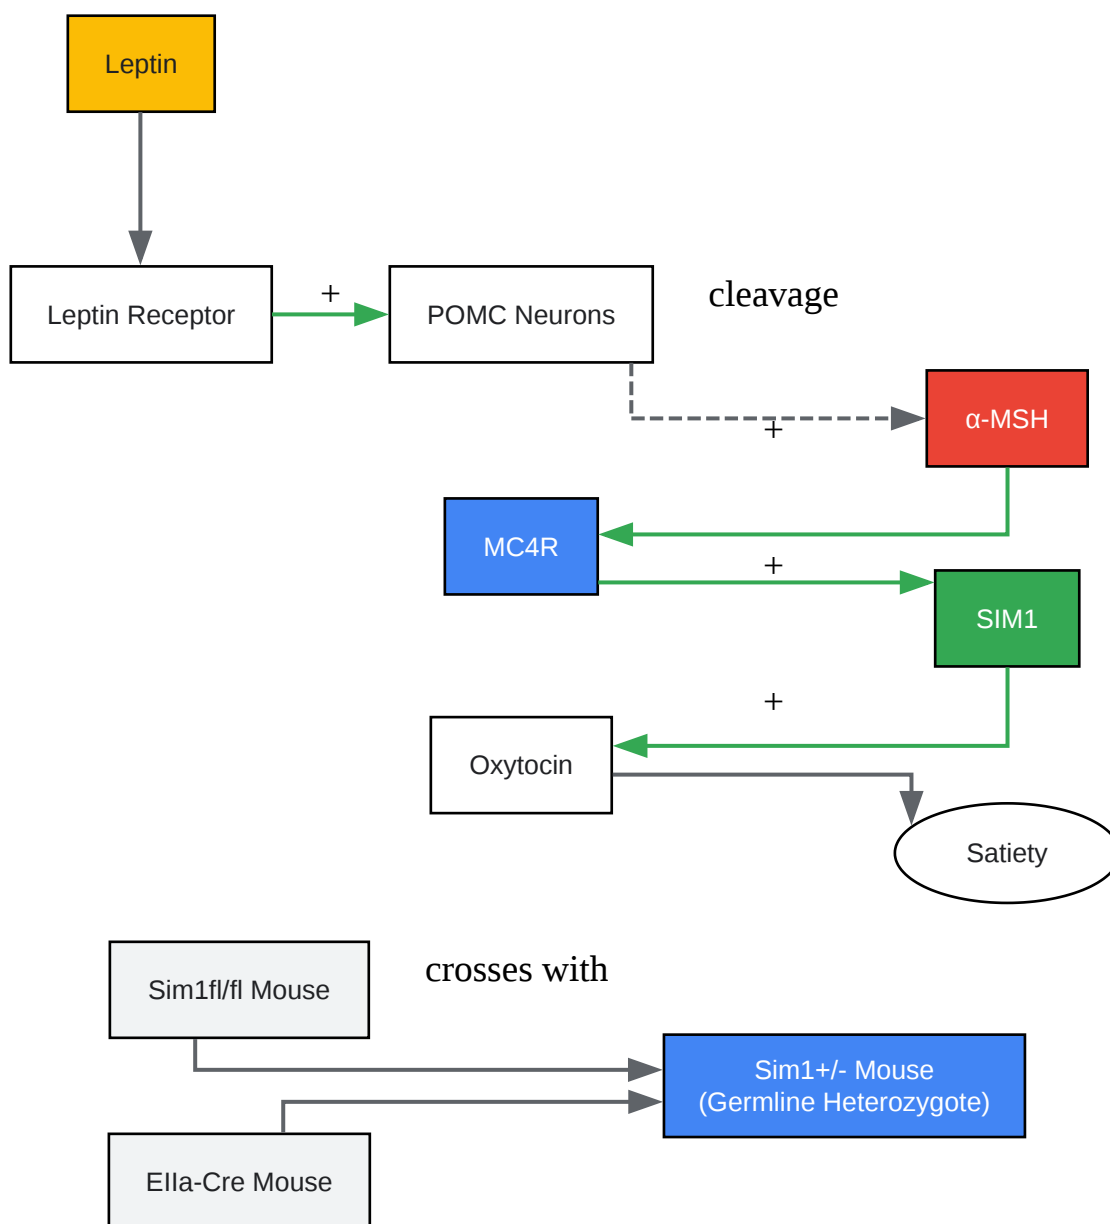 Leptin
Leptin Receptor
+
POMC Neurons
cleavage
α-MSH
+
MC4R
+
SIM1
+
Oxytocin
Satiety
Sim1fl/fl Mouse
crosses with
Sim1+/- Mouse
(Germline Heterozygote)
EIIa-Cre Mouse